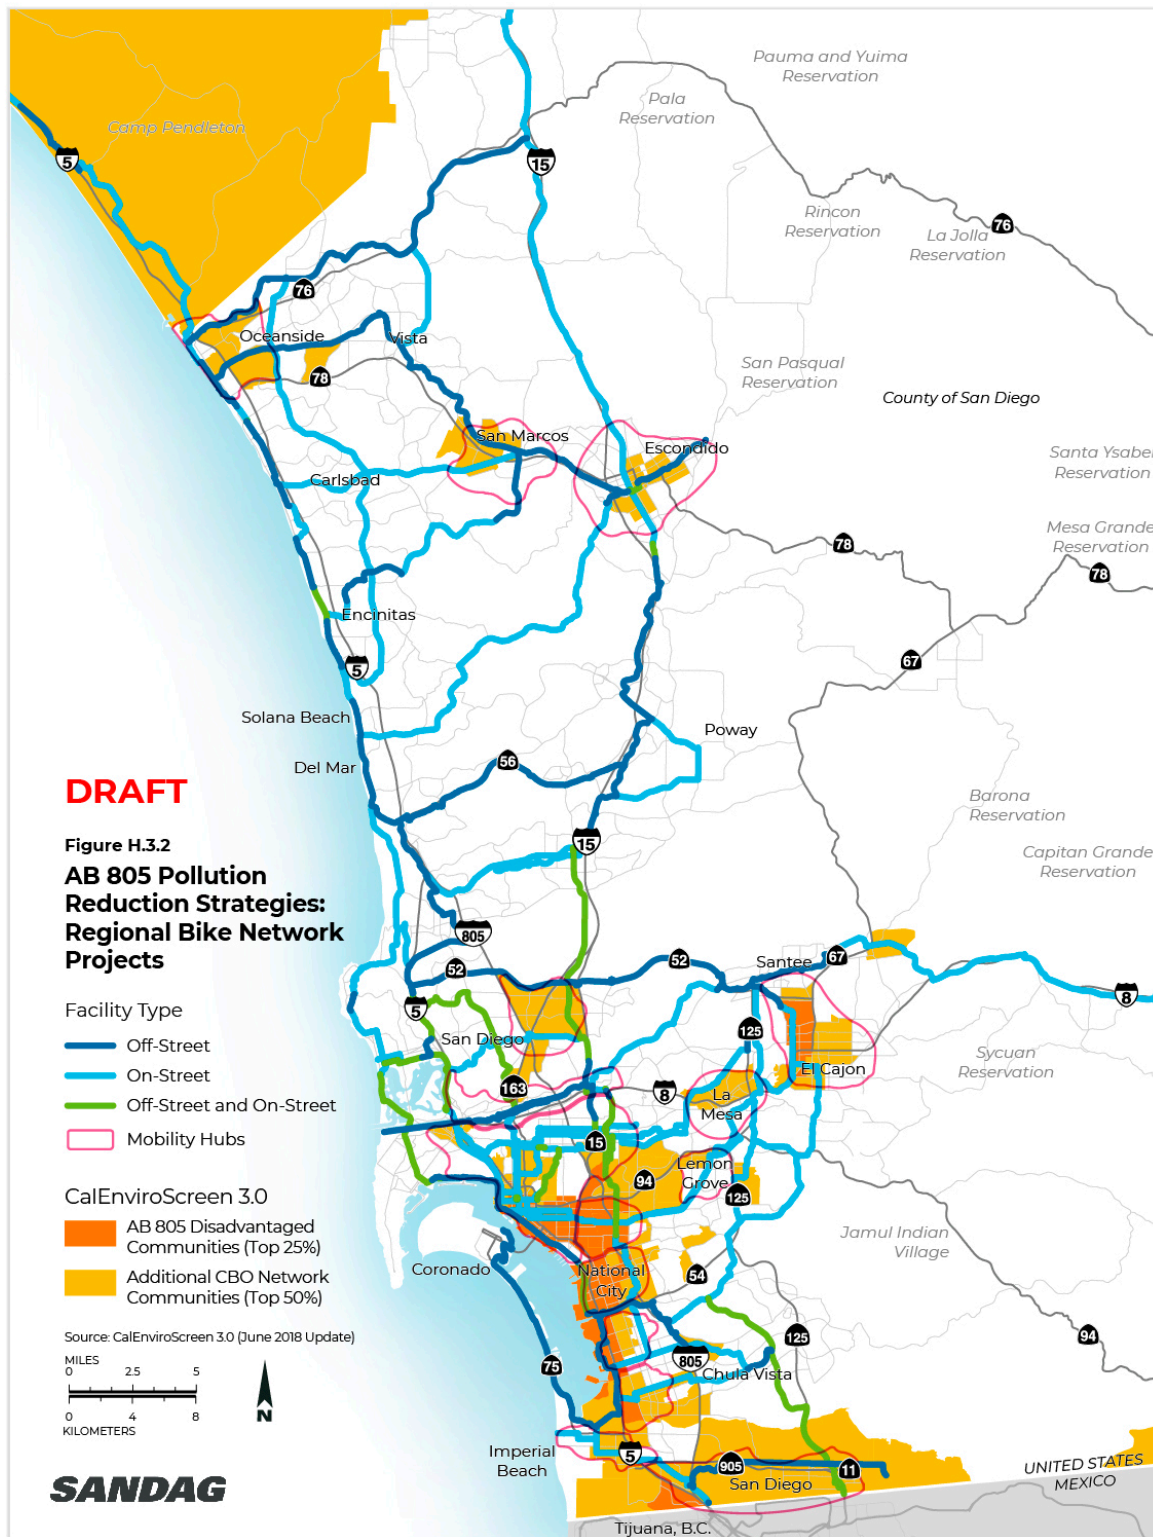 Pauma and Yuima
Reservation
Pala
Reservation
Camp Pendleton
5
15
Rincon
Reservation
La Jolla
Reservation
76
76
Oceanside
Vista
78
San Pasqual
Reservation
County of San Diego
San Marcos
Escondido
Santa Ysabel
Reservation
Carlsbad
Mesa Grande
Reservation
78
78
Encinitas
5
67
Solana Beach
Poway
Del Mar
56
DRAFT
Barona
Reservation
Figure H.3.2
15
AB 805 Pollution
Reduction Strategies:
Regional Bike Network
Projects
Capitan Grande
Reservation
805
52
52
Santee
67
8
Facility Type
5
San Diego
125
Off-Street
On-Street
Off-Street and On-Street
Mobility Hubs
Sycuan
Reservation
El Cajon
163
8
La
Mesa
15
Lemon
Grove
94
125
CalEnviroScreen 3.0
AB 805 Disadvantaged
Communities (Top 25%)
Additional CBO Network
Communities (Top 50%)
Jamul Indian
Village
Coronado
National
City
54
Source: CalEnviroScreen 3.0 (June 2018 Update)
125
94
MILES
0 2.5 5
0 4 8
KILOMETERS
N
75
805
Chula Vista
Imperial
Beach
5
905
11
San Diego
UNITED STATES
MEXICO
SANDAG
Tijuana, B.C.